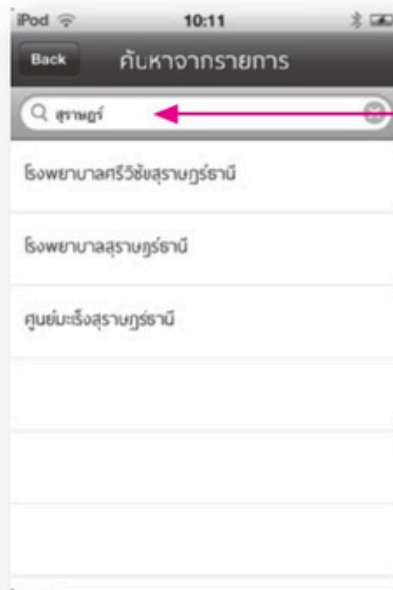 iPod 10:11
Back ค้นหาจากรายการ
สุราษฎร์
โรงพยาบาลศรีวิชัยสุราษฎร์ธานี
โรงพยาบาลสุราษฎร์ธานี
ศูนย์มะเร็งสุราษฎร์ธานี